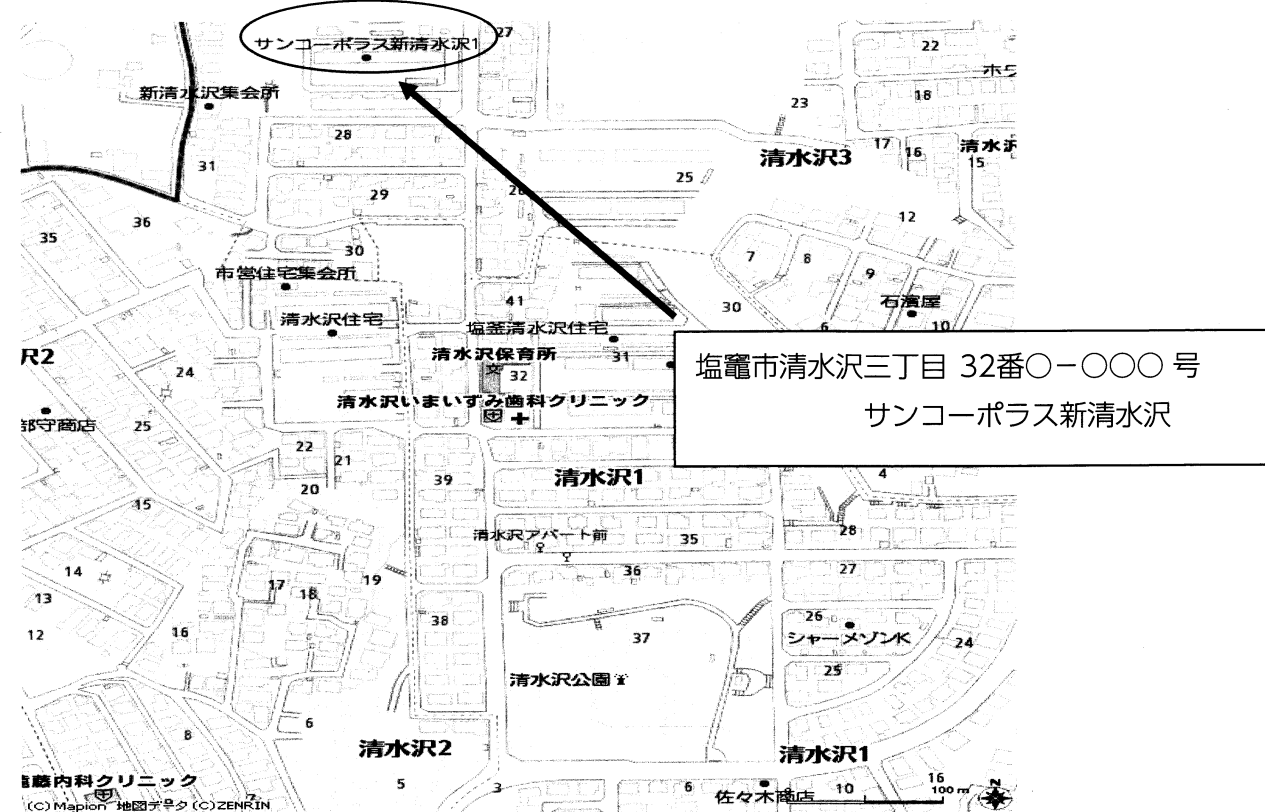 サンコーポラス新清水沢1
27
22
ホワ
新清水沢集会所
18
23
28
17
16
清水沢3
清水沢
15
31
25
29
26
12
36
35
30
7
8
9
市営住宅集会所
41
30
石濱屋
清水沢住宅
塩釜清水沢住宅
6
10
清水沢保育所
31
沢2
32
24
塩竈市清水沢三丁目 32番○－○○○ 号
サンコーポラス新清水沢
清水沢いまいずみ歯科クリニック
部守商店
25
22
21
清水沢1
4
39
20
15
清水沢アパート前
35
28
14
36
27
17
18
19
13
26
38
12
16
37
シャーメゾンK
24
25
清水沢公園
6
8
清水沢2
清水沢1
遠藤内科クリニック
5
3
6
佐々木商店
10
16
100m
N
7
(C)Mapion 地図データ(C)ZENRIN